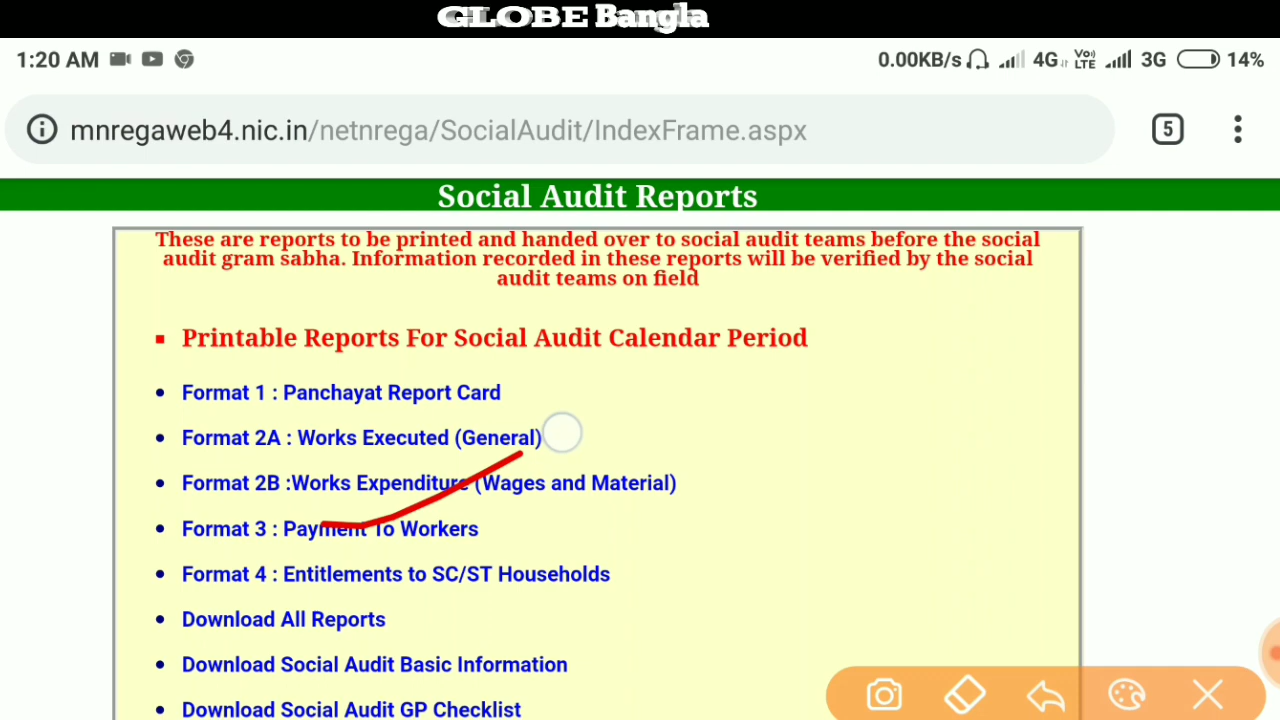 GLOBE Bangla
1:20 AM 0.00KB/s 4G Vo) LTE 3G 14%
mnregaweb4.nic.in/netnrega/SocialAudit/IndexFrame.aspx 5
Social Audit Reports
These are reports to be printed and handed over to social audit teams before the social
audit gram sabha. Information recorded in these reports will be verified by the social
audit teams on field
Printable Reports For Social Audit Calendar Period
Format 1 : Panchayat Report Card
Format 2A : Works Executed (General)
Format 2B :Works Expenditure (Wages and Material)
Format 3 : Payment To Workers
Format 4 : Entitlements to SC/ST Households
Download All Reports
Download Social Audit Basic Information
Download Social Audit GP Checklist